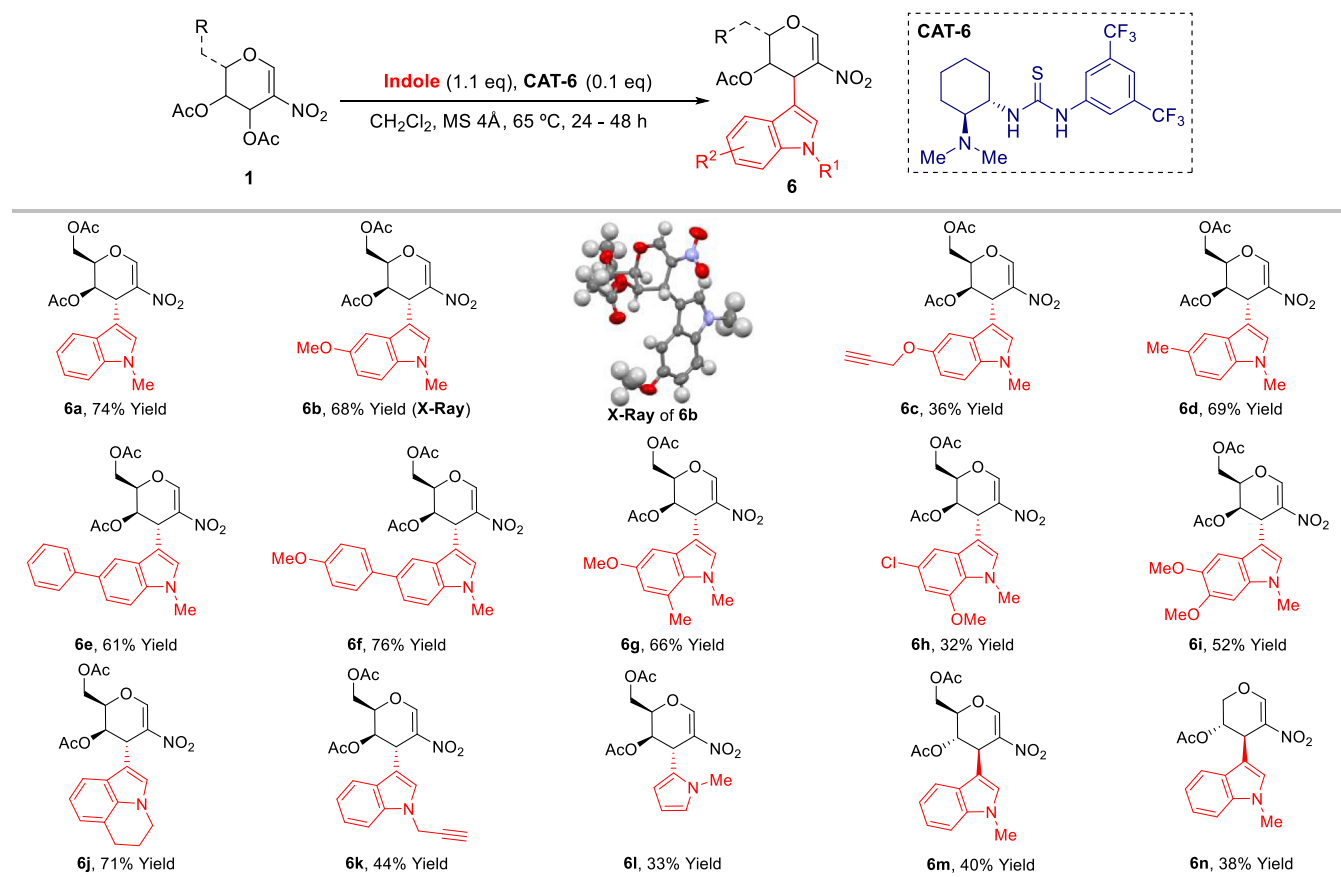 R
O
AcO
OAc
NO2
1
Indole (1.1 eq), CAT-6 (0.1 eq)
CH2Cl2, MS 4Å, 65 ºC, 24 - 48 h
R
O
AcO
NO2
R2
N
R1
6
CAT-6
CF3
S
N
H
N
H
CF3
N
Me
Me
OAc
O
AcO
NO2
N
Me
6a, 74% Yield
OAc
O
AcO
NO2
MeO
N
Me
6b, 68% Yield (X-Ray)
X-Ray of 6b
OAc
O
AcO
NO2
O
N
Me
6c, 36% Yield
OAc
O
AcO
NO2
Me
N
Me
6d, 69% Yield
OAc
O
AcO
NO2
N
Me
6e, 61% Yield
OAc
O
AcO
NO2
MeO
N
Me
6f, 76% Yield
OAc
O
AcO
NO2
MeO
N
Me
Me
6g, 66% Yield
OAc
O
AcO
NO2
Cl
N
Me
OMe
6h, 32% Yield
OAc
O
AcO
NO2
MeO
MeO
N
Me
6i, 52% Yield
OAc
O
AcO
NO2
N
6j, 71% Yield
OAc
O
AcO
NO2
N
6k, 44% Yield
OAc
O
AcO
NO2
N
Me
6l, 33% Yield
OAc
O
AcO
NO2
N
Me
6m, 40% Yield
O
AcO
NO2
N
Me
6n, 38% Yield